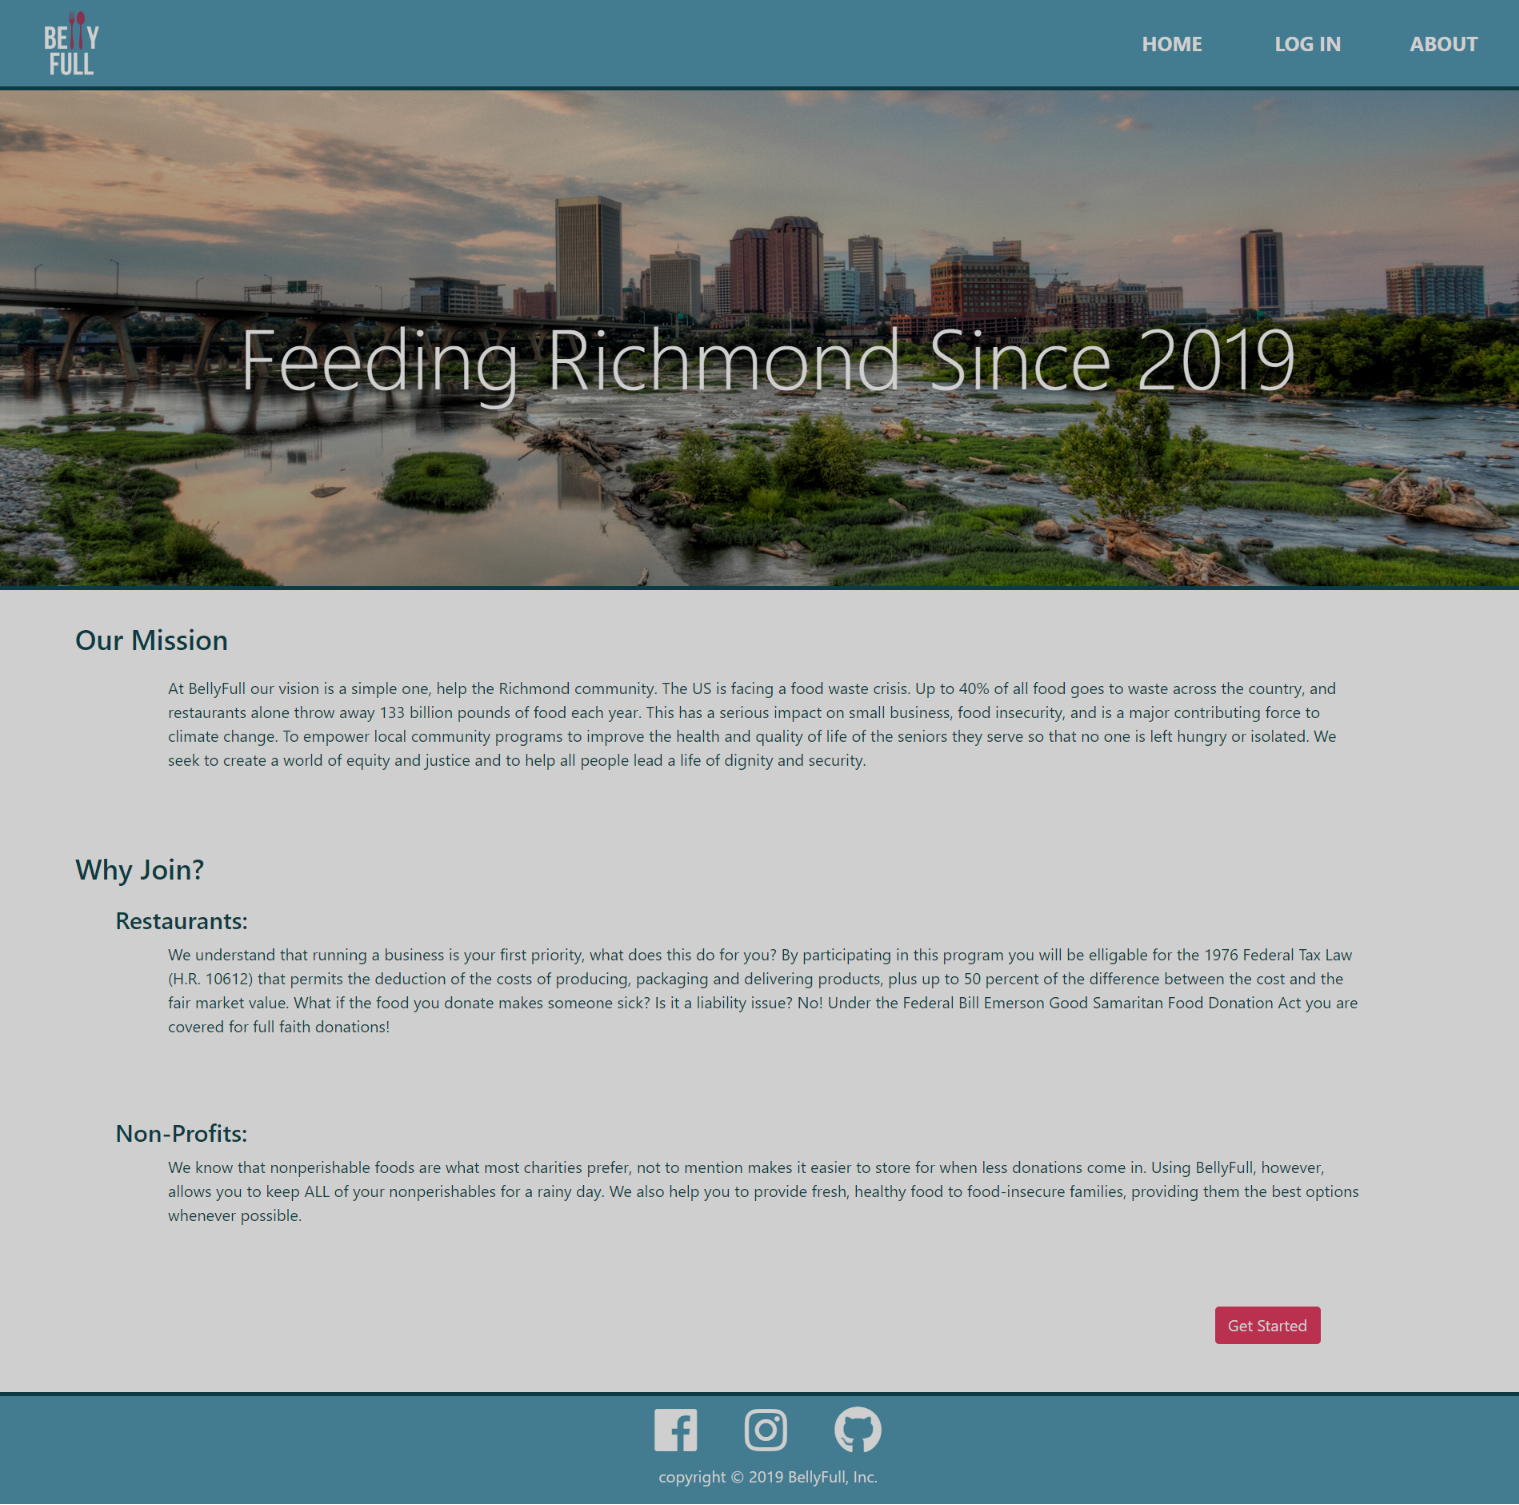 BELLY
FULL
HOME
LOG IN
ABOUT
Feeding Richmond Since 2019
Our Mission
At BellyFull our vision is a simple one, help the Richmond community. The US is facing a food waste crisis. Up to 40% of all food goes to waste across the country, and
restaurants alone throw away 133 billion pounds of food each year. This has a serious impact on small business, food insecurity, and is a major contributing force to
climate change. To empower local community programs to improve the health and quality of life of the seniors they serve so that no one is left hungry or isolated. We
seek to create a world of equity and justice and to help all people lead a life of dignity and security.
Why Join?
Restaurants:
We understand that running a business is your first priority, what does this do for you? By participating in this program you will be elligable for the 1976 Federal Tax Law
(H.R. 10612) that permits the deduction of the costs of producing, packaging and delivering products, plus up to 50 percent of the difference between the cost and the
fair market value. What if the food you donate makes someone sick? Is it a liability issue? No! Under the Federal Bill Emerson Good Samaritan Food Donation Act you are
covered for full faith donations!
Non-Profits:
We know that nonperishable foods are what most charities prefer, not to mention makes it easier to store for when less donations come in. Using BellyFull, however,
allows you to keep ALL of your nonperishables for a rainy day. We also help you to provide fresh, healthy food to food-insecure families, providing them the best options
whenever possible.
Get Started
copyright © 2019 BellyFull, Inc.